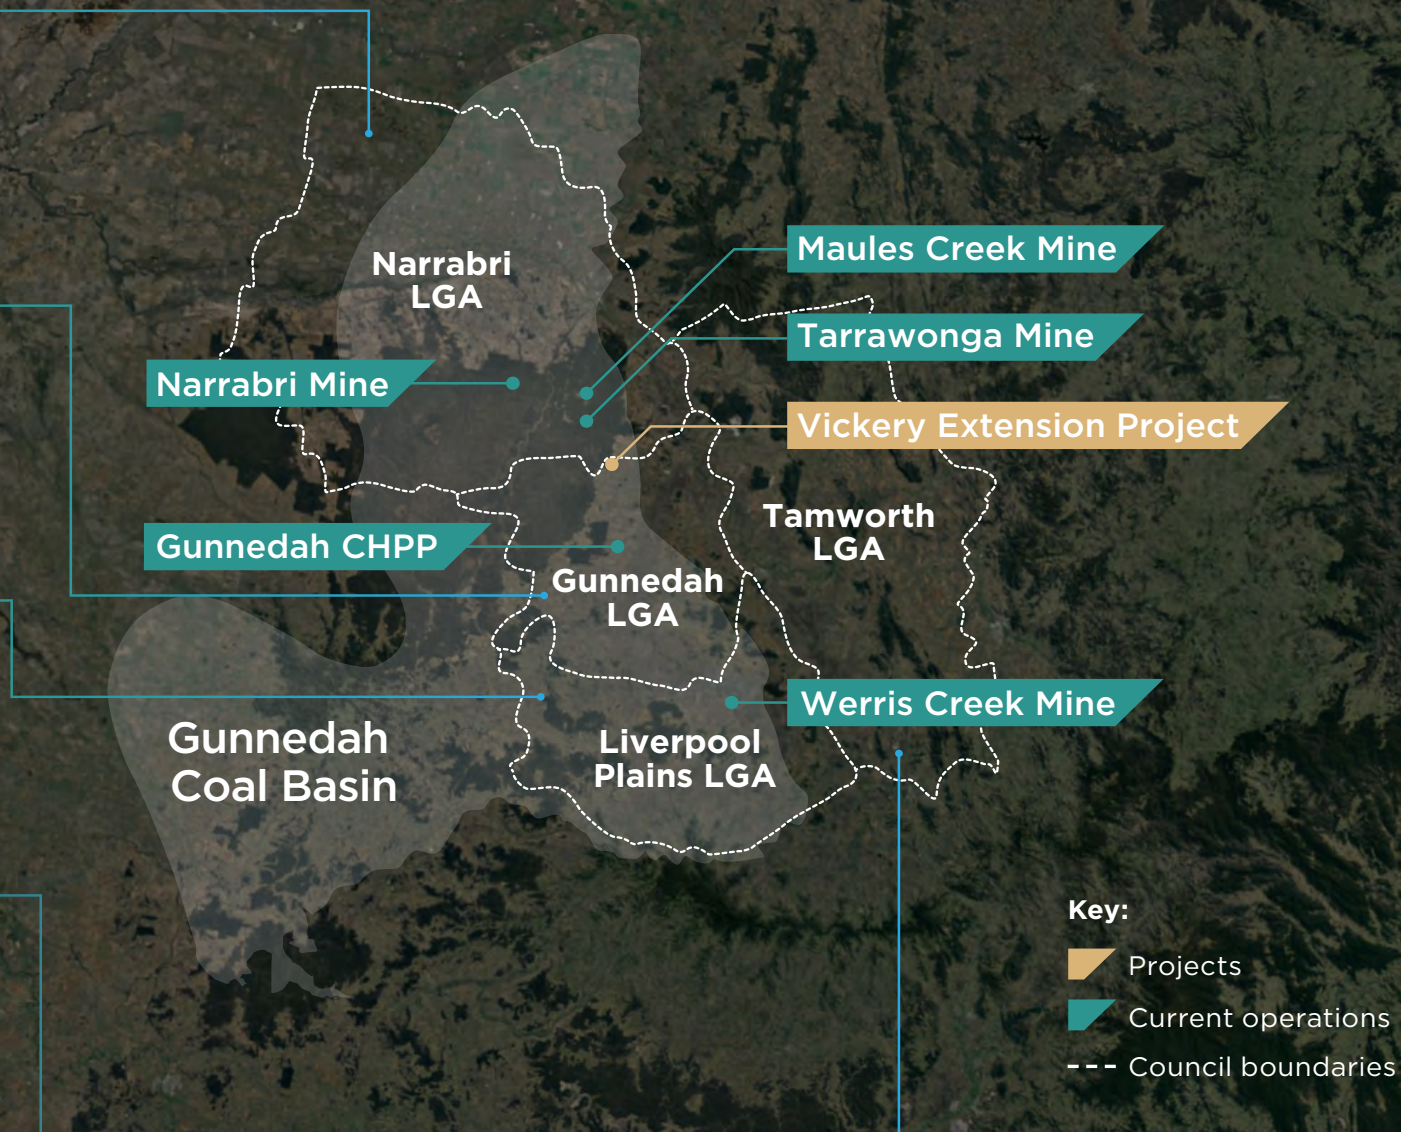 Narrabri
LGA
Maules Creek Mine
Tarrawonga Mine
Narrabri Mine
Vickery Extension Project
Tamworth
LGA
Gunnedah CHPP
Gunnedah
LGA
Werris Creek Mine
Gunnedah
Coal Basin
Liverpool
Plains LGA
Key:
Projects
Current operations
Council boundaries